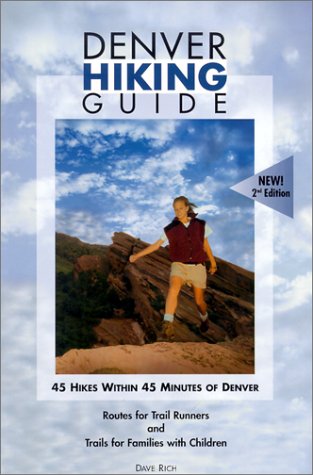 DENVER
HIKING
GUIDE
NEW!
2nd Edition
45 HIKES WITHIN 45 MINUTES OF DENVER
Routes for Trail Runners
and
Trails for Families with Children
DAVE RICH